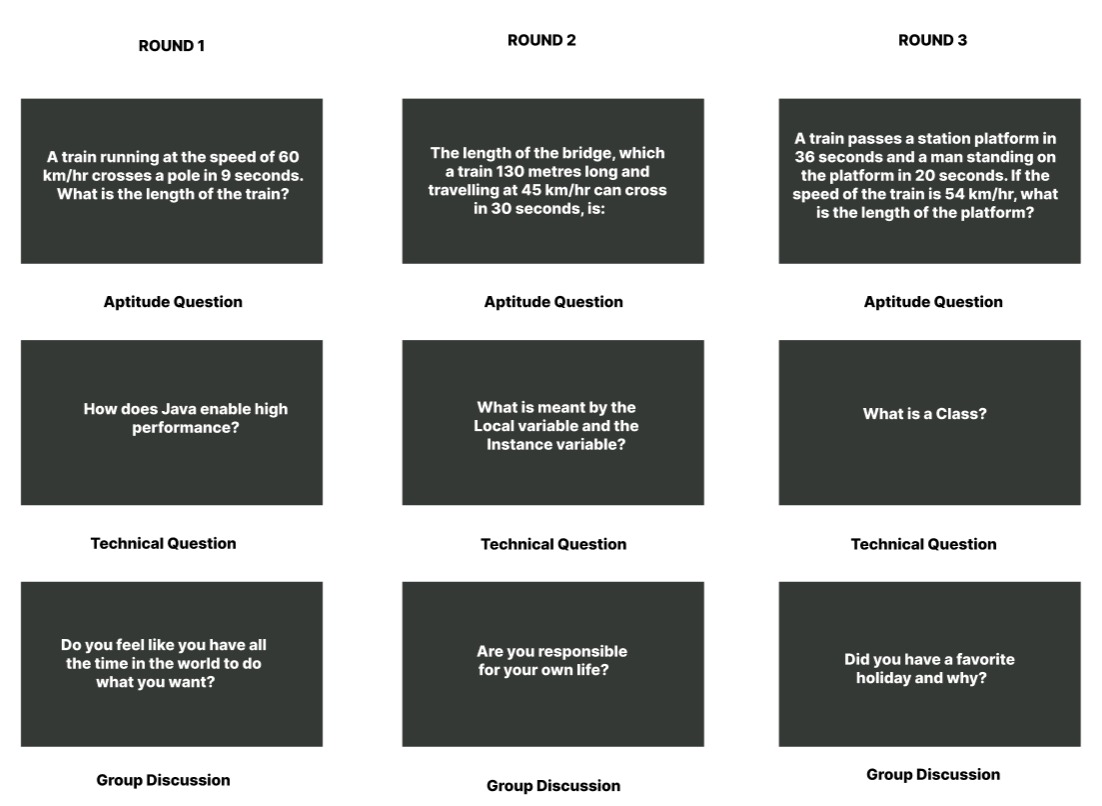 ROUND 1
ROUND 2
ROUND 3
A train running at the speed of 60
km/hr crosses a pole in 9 seconds.
What is the length of the train?
The length of the bridge, which
a train 130 metres long and
travelling at 45 km/hr can cross
in 30 seconds, is:
A train passes a station platform in
36 seconds and a man standing on
the platform in 20 seconds. If the
speed of the train is 54 km/hr, what
is the length of the platform?
Aptitude Question
Aptitude Question
Aptitude Question
How does Java enable high
performance?
What is meant by the
Local variable and the
Instance variable?
What is a Class?
Technical Question
Technical Question
Technical Question
Do you feel like you have all
the time in the world to do
what you want?
Are you responsible
for your own life?
Did you have a favorite
holiday and why?
Group Discussion
Group Discussion
Group Discussion